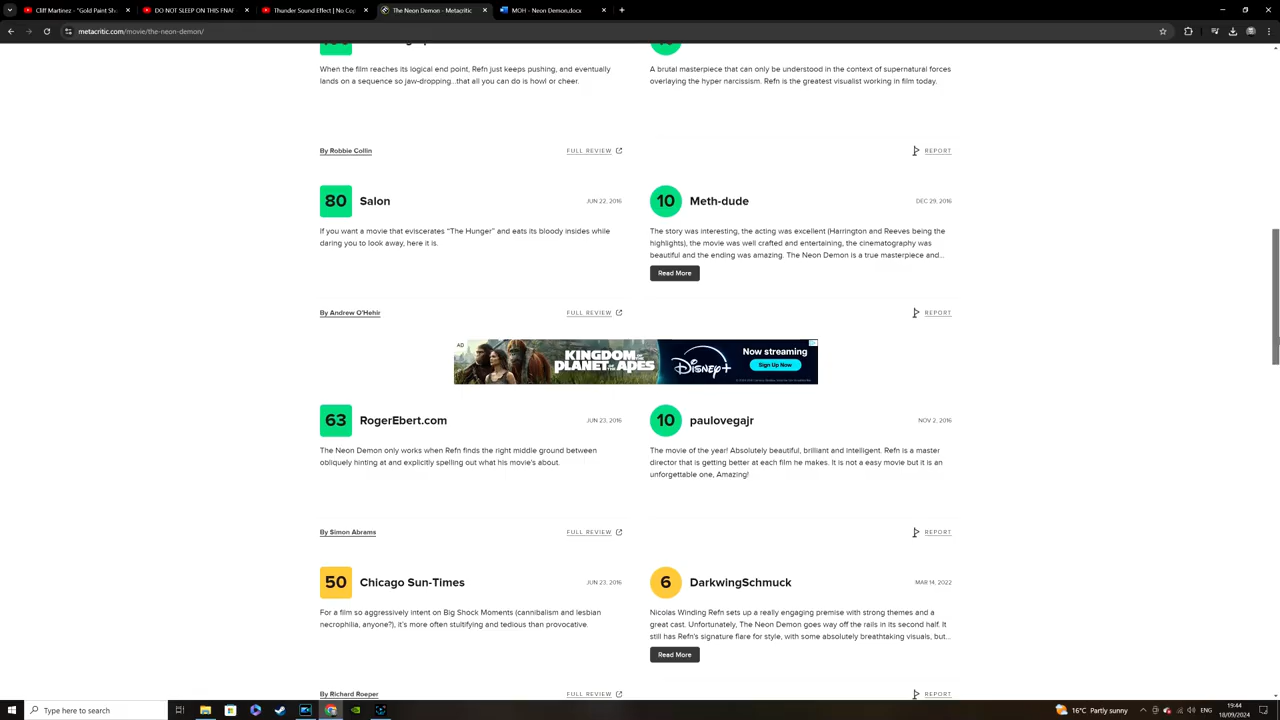 Cliff Martinez - "Gold Paint Sh
DO NOT SLEEP ON THIS FNAF
Thunder Sound Effect | No Cop
The Neon Demon - Metacritic
MOH - Neon Demon.docx
metacritic.com/movie/the-neon-demon/
When the film reaches its logical end point, Refn just keeps pushing, and eventually
lands on a sequence so jaw-dropping...that all you can do is howl or cheer.
By Robbie Collin
FULL REVIEW
A brutal masterpiece that can only be understood in the context of supernatural forces
overlaying the hyper narcissism. Refn is the greatest visualist working in film today.
REPORT
80 Salon
JUN 22, 2016
If you want a movie that eviscerates "The Hunger" and eats its bloody insides while
daring you to look away, here it is.
By Andrew O'Hehir
FULL REVIEW
10 Meth-dude
DEC 29, 2016
The story was interesting, the acting was excellent (Harrington and Reeves being the
highlights), the movie was well crafted and entertaining, the cinematography was
beautiful and the ending was amazing. The Neon Demon is a true masterpiece and...
Read More
REPORT
AD
KINGDOM OF THE
PLANET OF THE APES
Disney+
Now streaming
Sign Up Now
63 RogerEbert.com
JUN 23, 2016
The Neon Demon only works when Refn finds the right middle ground between
obliquely hinting at and explicitly spelling out what his movie's about.
By Simon Abrams
FULL REVIEW
10 paulovegajr
NOV 2, 2016
The movie of the year! Absolutely beautiful, brilliant and intelligent. Refn is a master
director that is getting better at each film he makes. It is not a easy movie but it is an
unforgettable one, Amazing!
REPORT
50 Chicago Sun-Times
JUN 23, 2016
For a film so aggressively intent on Big Shock Moments (cannibalism and lesbian
necrophilia, anyone?), it's more often stultifying and tedious than provocative.
By Richard Roeper
FULL REVIEW
6 DarkwingSchmuck
MAR 14, 2022
Nicolas Winding Refn sets up a really engaging premise with strong themes and a
great cast. Unfortunately, The Neon Demon goes way off the rails in its second half. It
still has Refn's signature flare for style, with some absolutely breathtaking visuals, but...
Read More
REPORT
Type here to search
16°C Partly sunny
ENG
19:44
18/09/2024